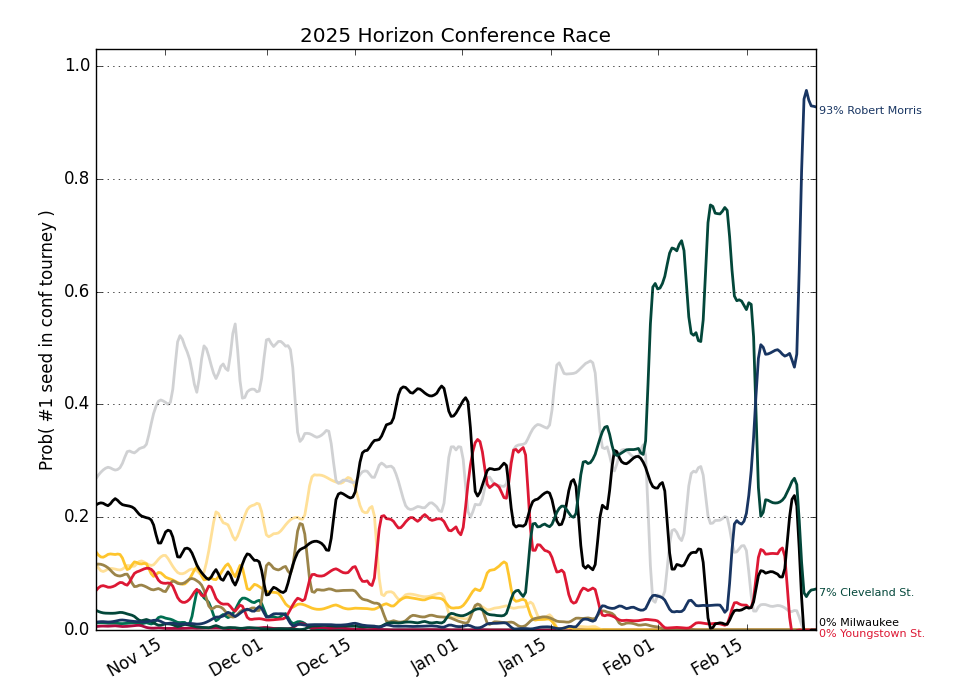 2025 Horizon Conference Race
Prob( #1 seed in conf tourney )
1.0
0.8
0.6
0.4
0.2
0.0
93% Robert Morris
7% Cleveland St.
0% Milwaukee
0% Youngstown St.
Nov 15
Dec 01
Dec 15
Jan 01
Jan 15
Feb 01
Feb 15